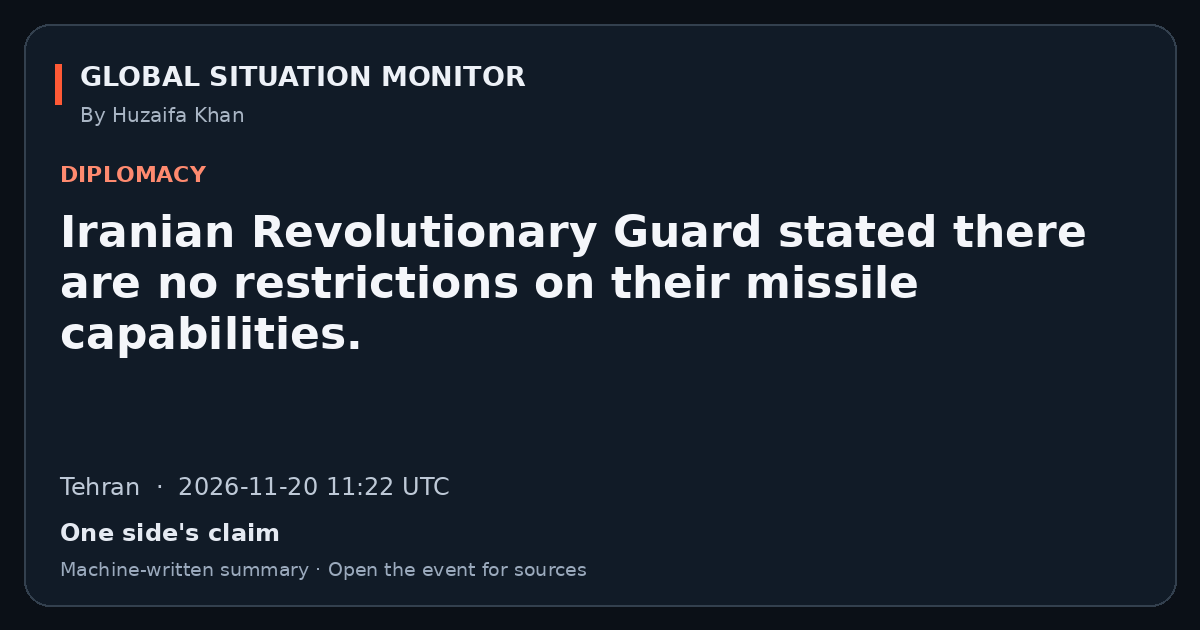 GLOBAL SITUATION MONITOR
By Huzaifa Khan
DIPLOMACY
Iranian Revolutionary Guard stated there
are no restrictions on their missile
capabilities.
Tehran · 2026-11-20 11:22 UTC
One side's claim
Machine-written summary · Open the event for sources